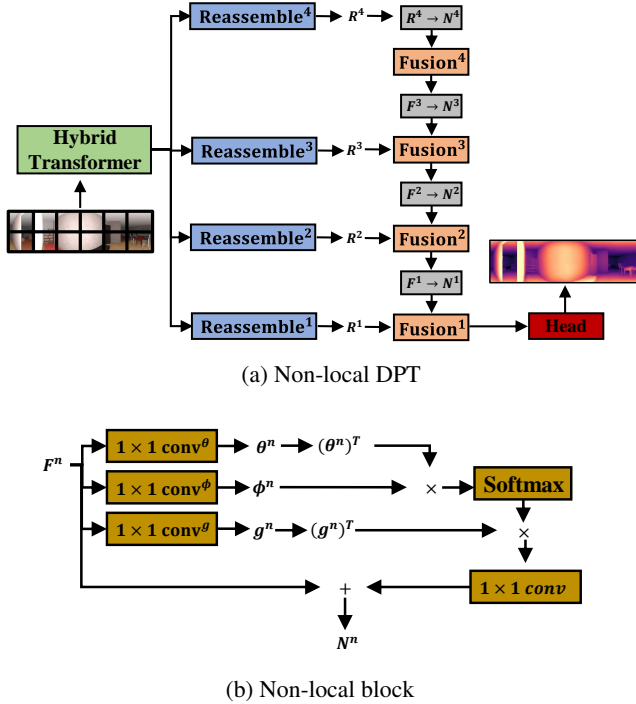 Reassemble⁴ R⁴ R⁴ → N⁴
Fusion⁴
F³ → N³
Hybrid
Transformer
Reassemble³ R³ Fusion³
F² → N²
Reassemble² R² Fusion²
F¹ → N¹
Reassemble¹ R¹ Fusion¹ Head
(a) Non-local DPT
Fⁿ
1 × 1 conv^θ θⁿ (θⁿ)ᵀ
1 × 1 conv^ϕ ϕⁿ × Softmax
1 × 1 conv^g gⁿ (gⁿ)ᵀ ×
+ 1 × 1 conv
Nⁿ
(b) Non-local block